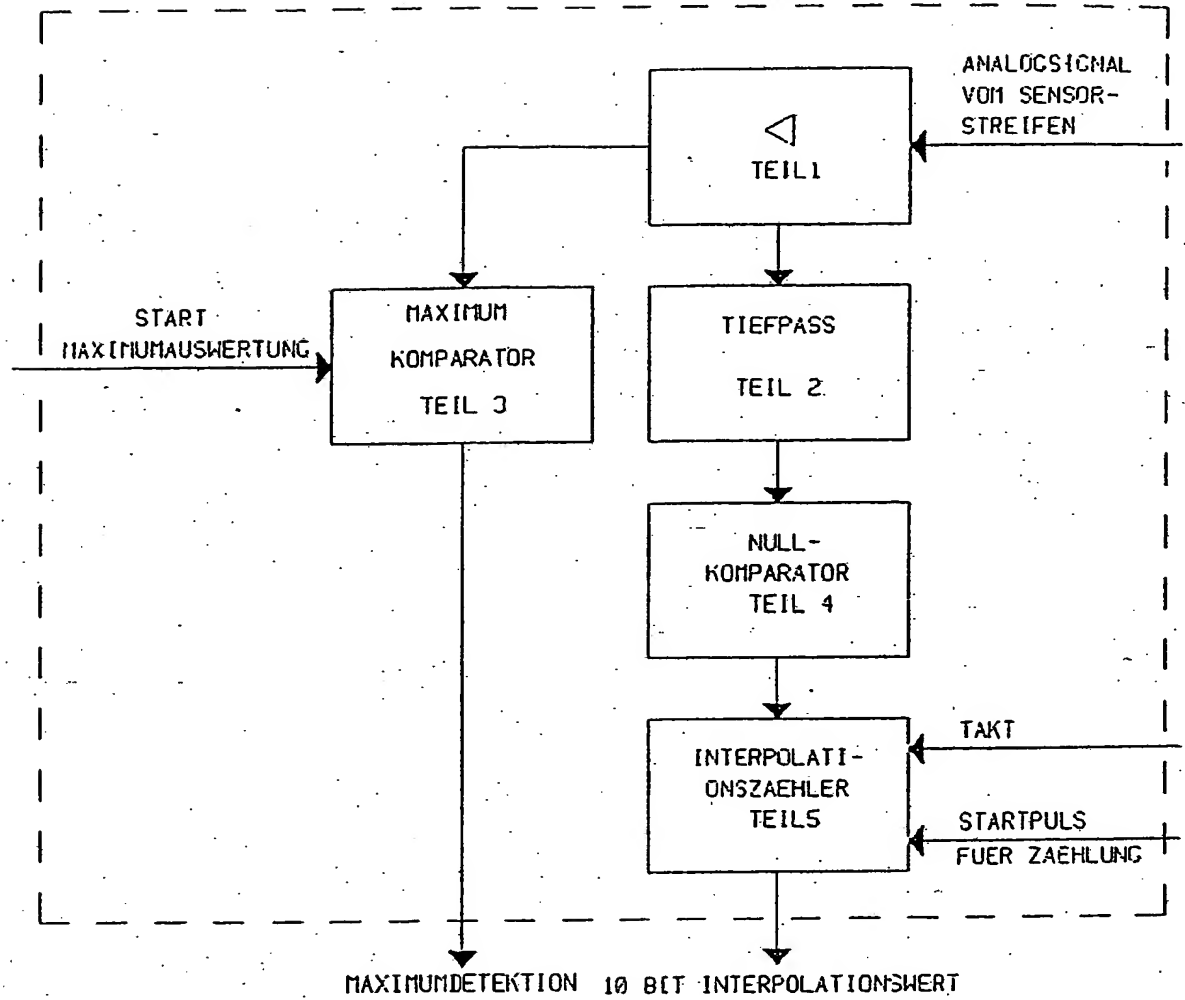 ANALOGSIGNAL
VOM SENSOR-
STREIFEN
TEIL1
START
MAXIMUMAUSWERTUNG
MAXIMUM
KOMPARATOR
TEIL 3
TIEFPASS
TEIL 2
NULL-
KOMPARATOR
TEIL 4
INTERPOLATI-
ONSZAEHLER
TEIL5
TAKT
STARTPULS
FUER ZAEHLUNG
MAXIMUMDETEKTION
10 BIT INTERPOLATIONSWERT